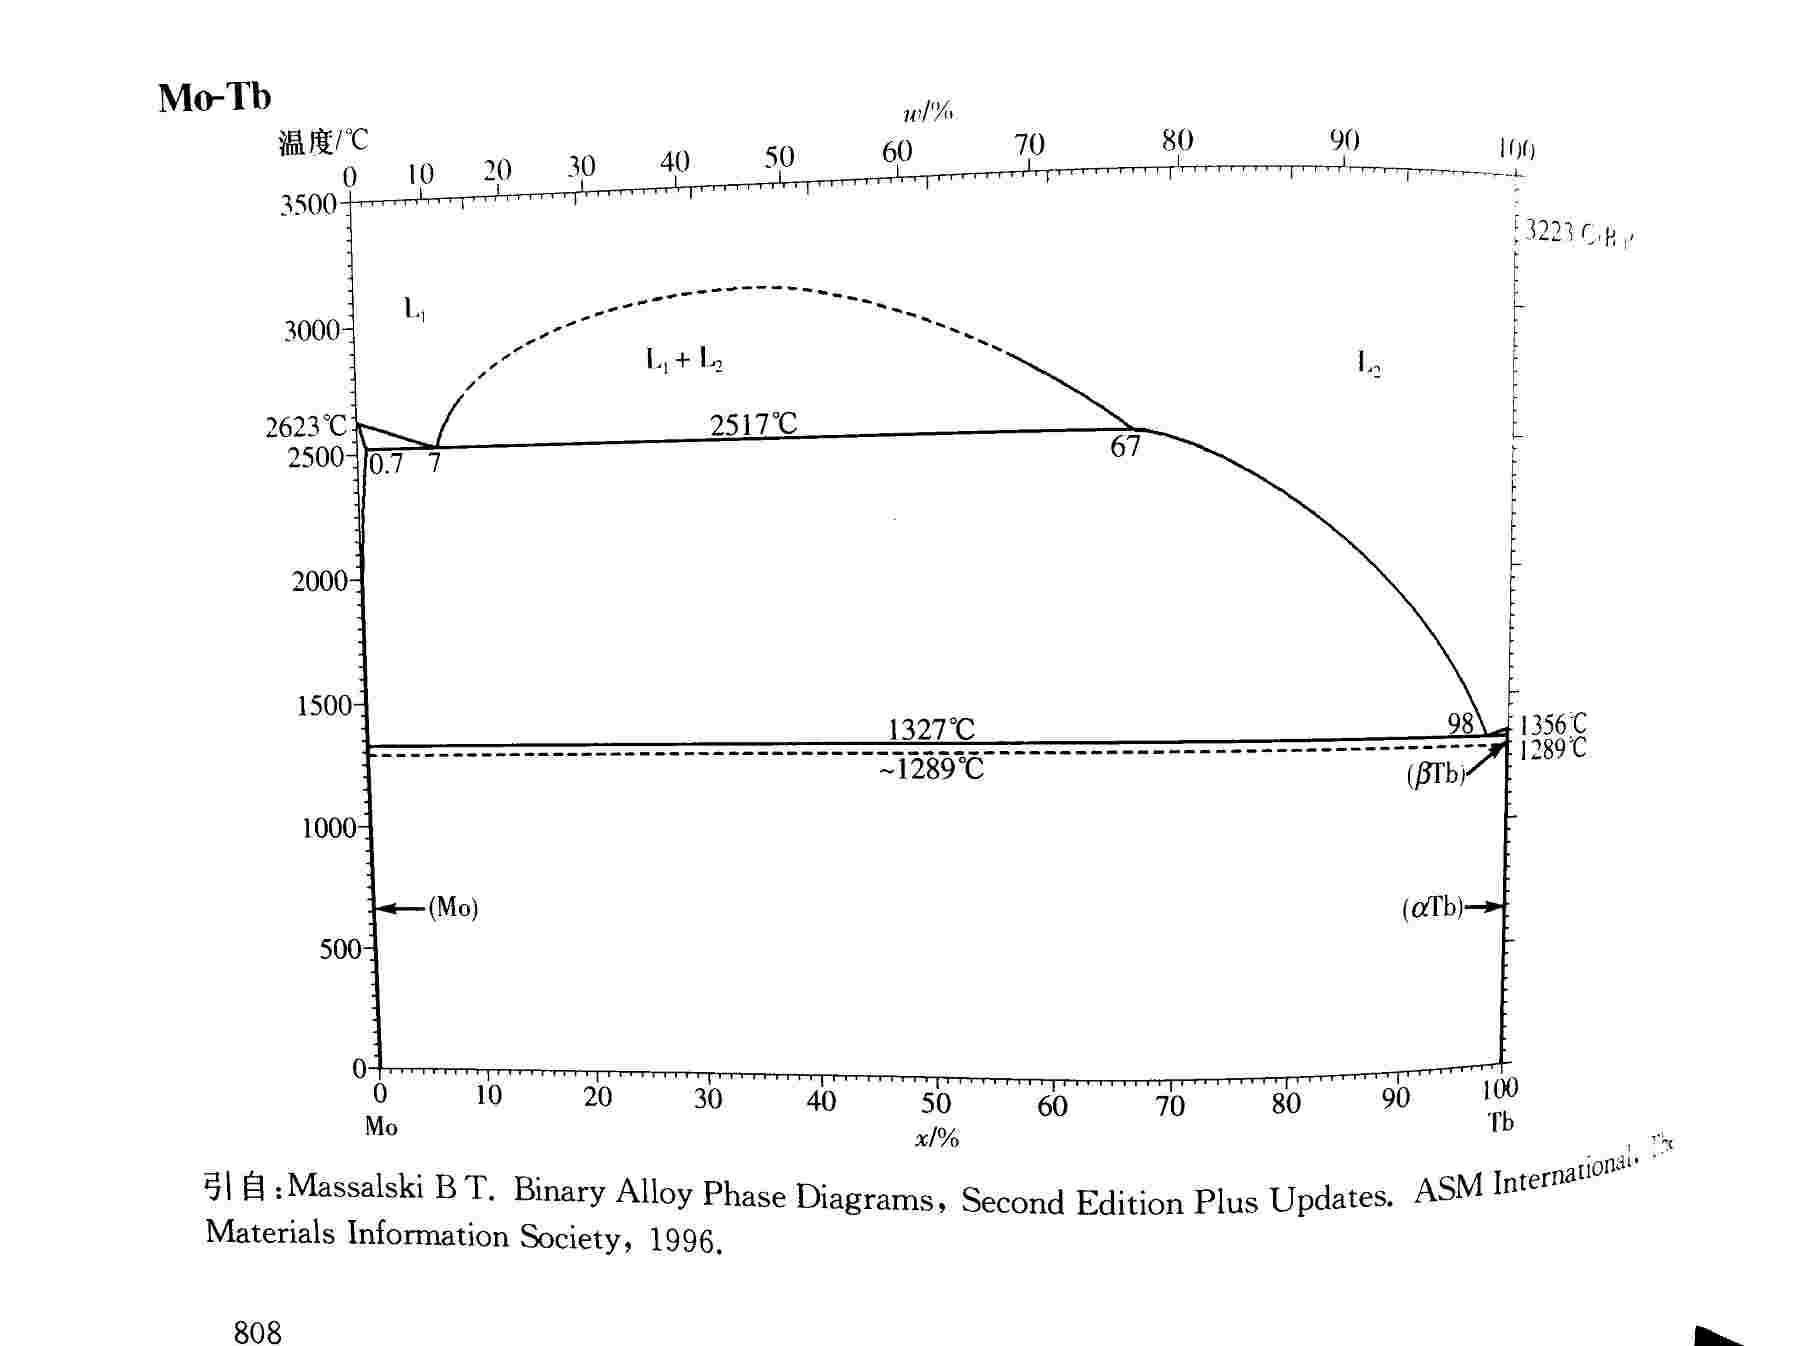 Mo-Tb
w/%
温度/℃
0 10 20 30 40 50 60 70 80 90 100
3500
3223
L₁
3000
L₁ + L₂
L₂
2623℃
2517℃
2500
0.7 7 67
2000
1500
1327℃
98
1356℃
~1289℃
1289℃
(βTb)
1000
(Mo)
(αTb)
500
0
0 10 20 30 40 50 60 70 80 90 100
Mo
x/%
Tb
引自:Massalski B T. Binary Alloy Phase Diagrams, Second Edition Plus Updates. ASM International.
Materials Information Society, 1996.
808